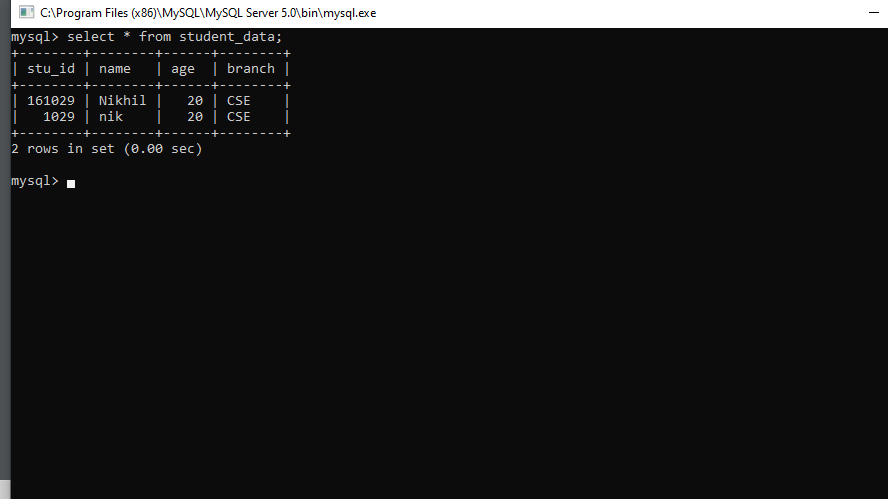 C:\Program Files (x86)\MySQL\MySQL Server 5.0\bin\mysql.exe
mysql> select * from student_data;
+--------+--------+------+--------+
| stu_id | name   | age  | branch |
+--------+--------+------+--------+
| 161029 | Nikhil |   20 | CSE    |
|   1029 | nik    |   20 | CSE    |
+--------+--------+------+--------+
2 rows in set (0.00 sec)
mysql>